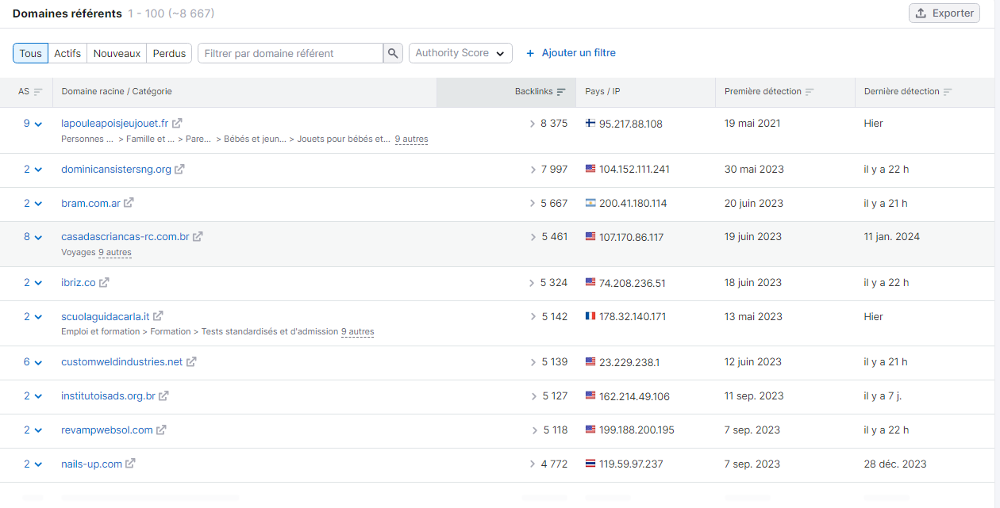 Domaines référents 1 - 100 (~8 667)
Exporter
Tous Actifs Nouveaux Perdus Filtrer par domaine référent Authority Score + Ajouter un filtre
AS Domaine racine / Catégorie Backlinks Pays / IP Première détection Dernière détection
9 lapouleapoisjeujouet.fr 8 375 95.217.88.108 19 mai 2021 Hier
Personnes ... > Famille et ... > Pare... > Bébés et jeun... > Jouets pour bébés et... 9 autres
2 dominicansistersng.org 7 997 104.152.111.241 30 mai 2023 il y a 22 h
2 bram.com.ar 5 667 200.41.180.114 20 juin 2023 il y a 21 h
8 casadascriancas-rc.com.br 5 461 107.170.86.117 19 juin 2023 11 jan. 2024
Voyages 9 autres
2 ibriz.co 5 324 74.208.236.51 18 juin 2023 il y a 22 h
2 scuolaguidacarla.it 5 142 178.32.140.171 13 mai 2023 Hier
Emploi et formation > Formation > Tests standardisés et d'admission 9 autres
6 customweldindustries.net 5 139 23.229.238.1 12 juin 2023 il y a 21 h
2 institutoisads.org.br 5 127 162.214.49.106 11 sep. 2023 il y a 7 j.
2 revampwebsol.com 5 118 199.188.200.195 7 sep. 2023 il y a 22 h
2 nails-up.com 4 772 119.59.97.237 7 sep. 2023 28 déc. 2023